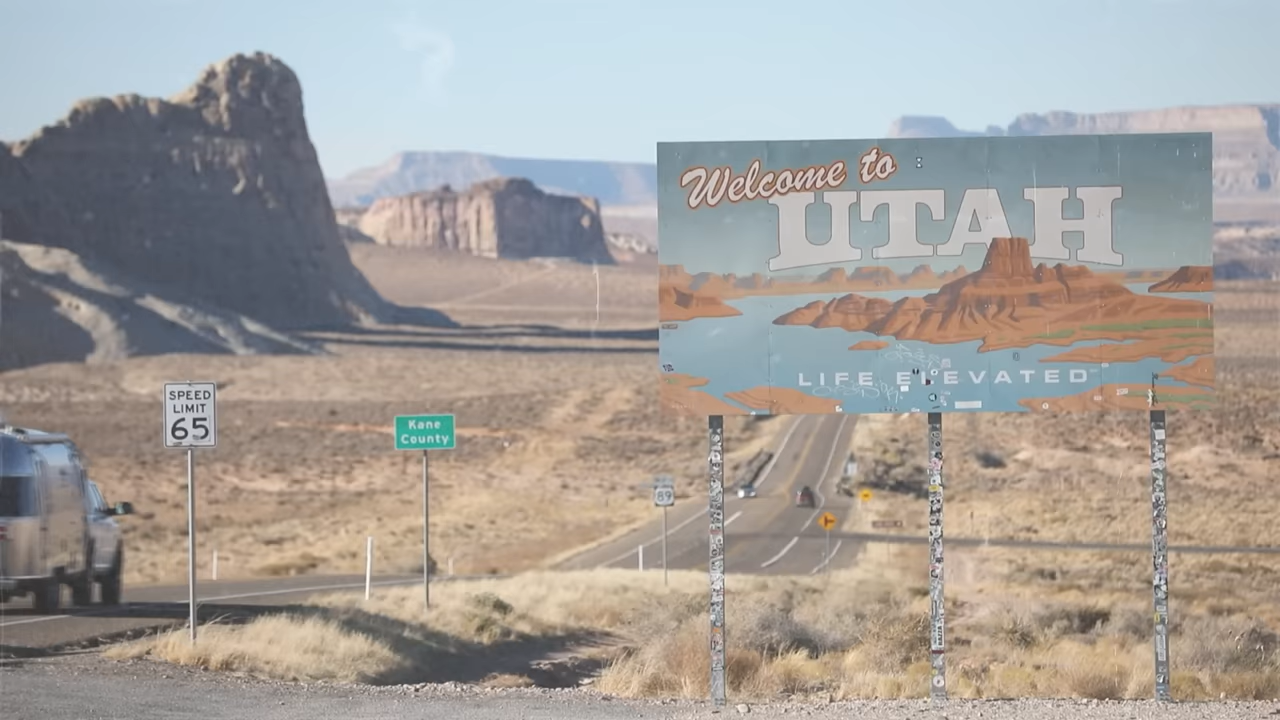 Welcome to
UTAH
LIFE ELEVATED
SPEED
LIMIT
65
Kane
County
89